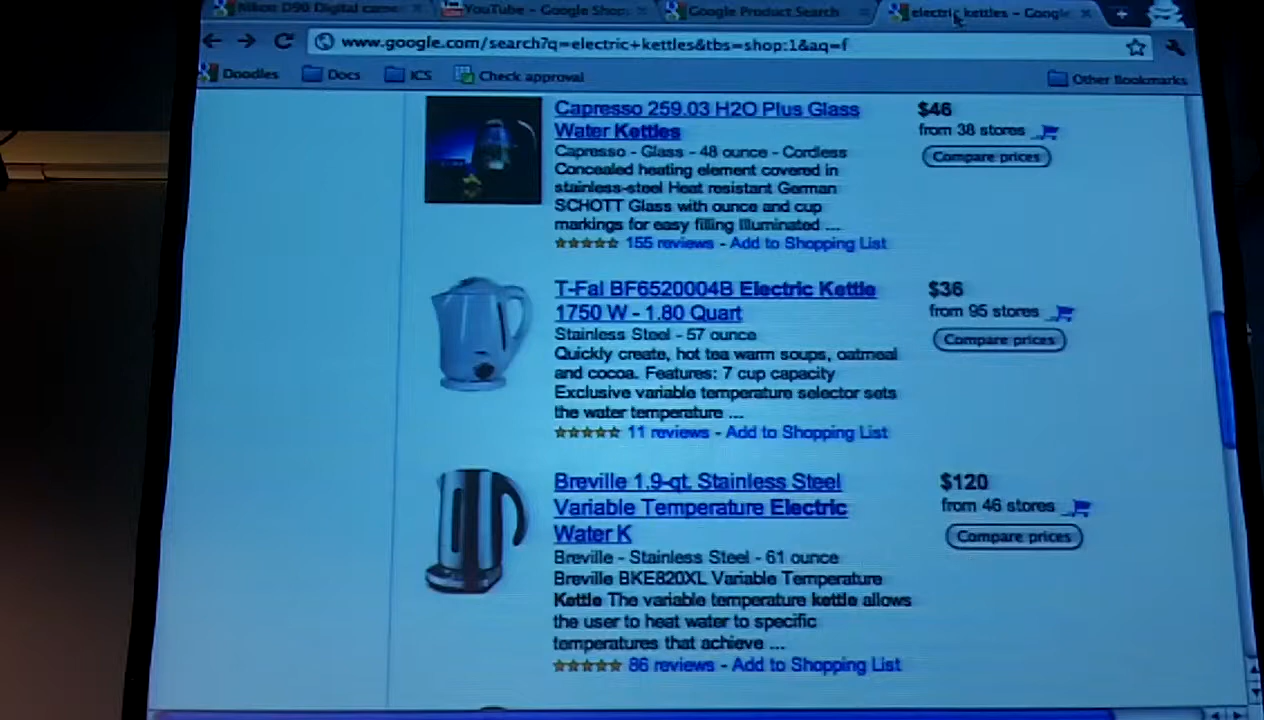 Nikon D90 Digital came
YouTube - Google Shop
Google Product Search
electric kettles - Google
www.google.com/search?q=electric+kettles&tbs=shop:1&aq=f
Doodles
Docs
ICS
Check approval
Other Bookmarks
Capresso 259.03 H2O Plus Glass
Water Kettles
Capresso - Glass - 48 ounce - Cordless
Concealed heating element covered in
stainless-steel Heat resistant German
SCHOTT Glass with ounce and cup
markings for easy filling Illuminated ...
155 reviews - Add to Shopping List
$46
from 38 stores
Compare prices
T-Fal BF6520004B Electric Kettle
1750 W - 1.80 Quart
Stainless Steel - 57 ounce
Quickly create, hot tea warm soups, oatmeal
and cocoa. Features: 7 cup capacity
Exclusive variable temperature selector sets
the water temperature ...
11 reviews - Add to Shopping List
$36
from 95 stores
Compare prices
Breville 1.9-qt. Stainless Steel
Variable Temperature Electric
Water K
Breville - Stainless Steel - 61 ounce
Breville BKE820XL Variable Temperature
Kettle The variable temperature kettle allows
the user to heat water to specific
temperatures that achieve ...
86 reviews - Add to Shopping List
$120
from 46 stores
Compare prices